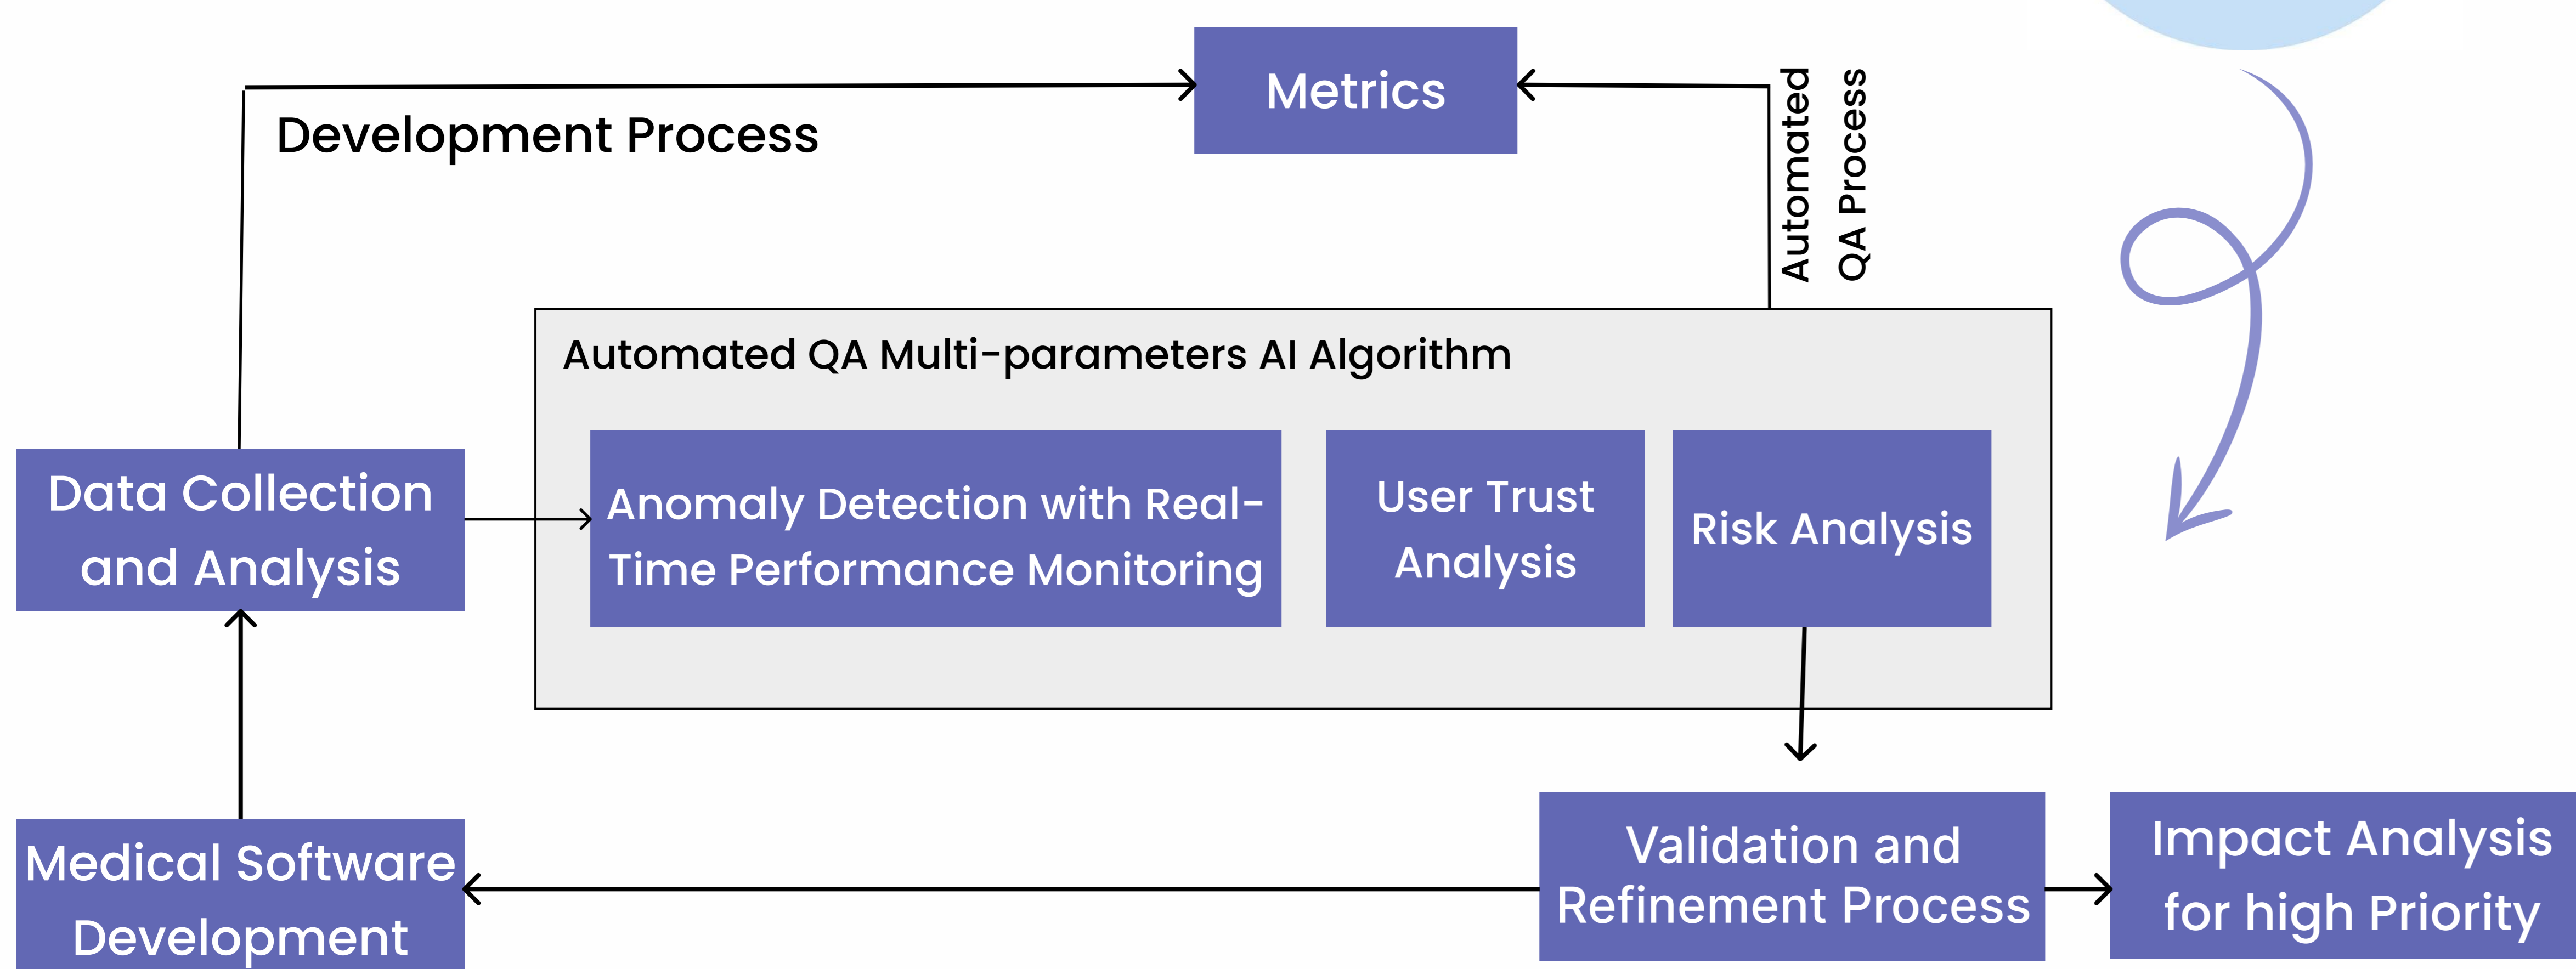 Metrics
Development Process
Automated
QA Process
Automated QA Multi-parameters AI Algorithm
Data Collection
and Analysis
Anomaly Detection with Real-
Time Performance Monitoring
User Trust
Analysis
Risk Analysis
Medical Software
Development
Validation and
Refinement Process
Impact Analysis
for high Priority